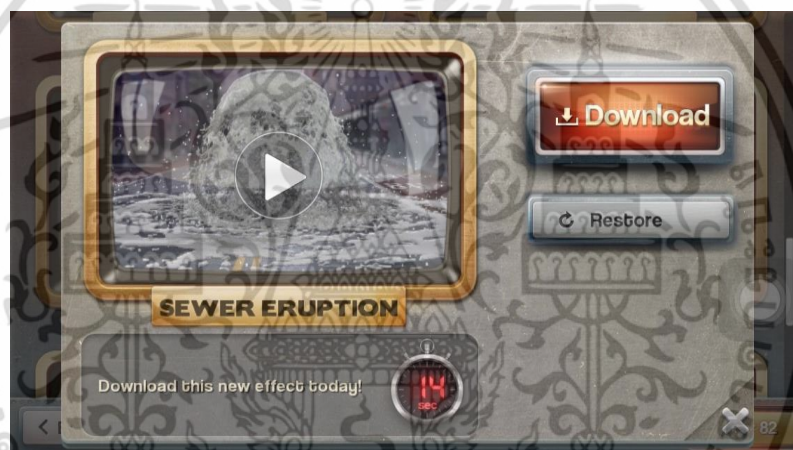 Download
Restore
SEWER ERUPTION
Download this new effect today!
14
sec
82